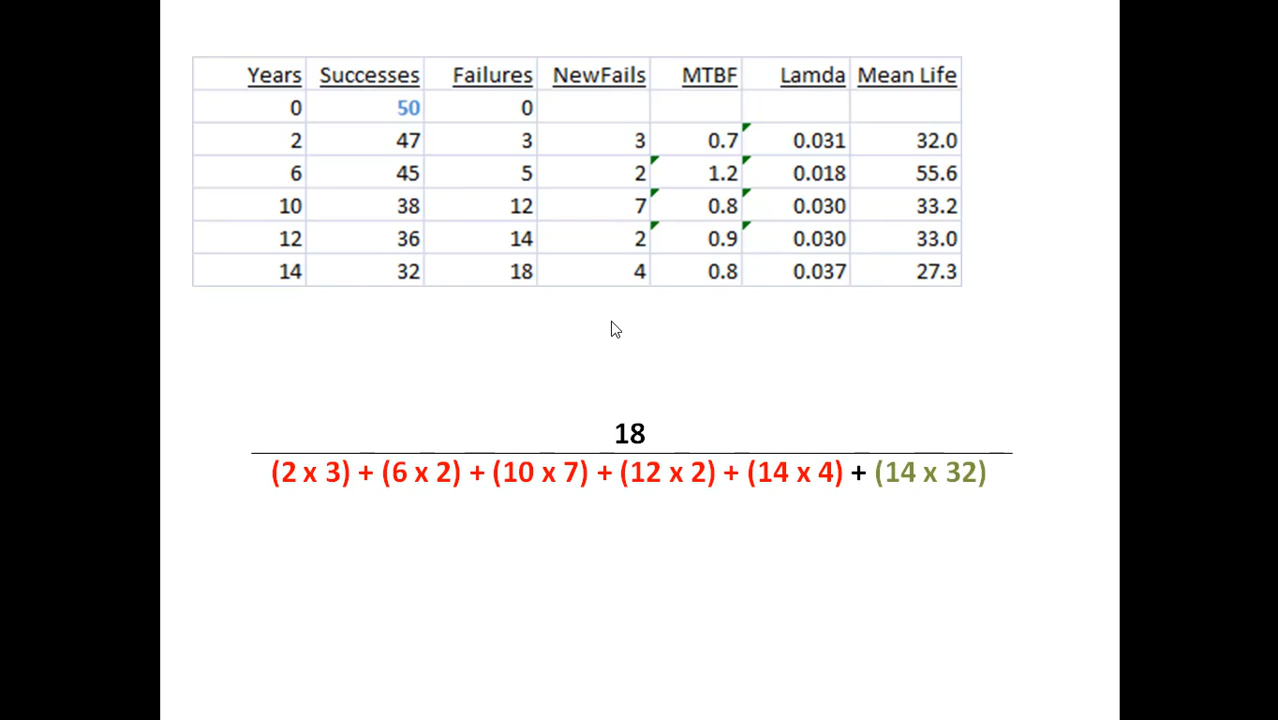 Years Successes Failures NewFails MTBF Lamda Mean Life
0 50 0
2 47 3 3 0.7 0.031 32.0
6 45 5 2 1.2 0.018 55.6
10 38 12 7 0.8 0.030 33.2
12 36 14 2 0.9 0.030 33.0
14 32 18 4 0.8 0.037 27.3
18
(2 x 3) + (6 x 2) + (10 x 7) + (12 x 2) + (14 x 4) + (14 x 32)